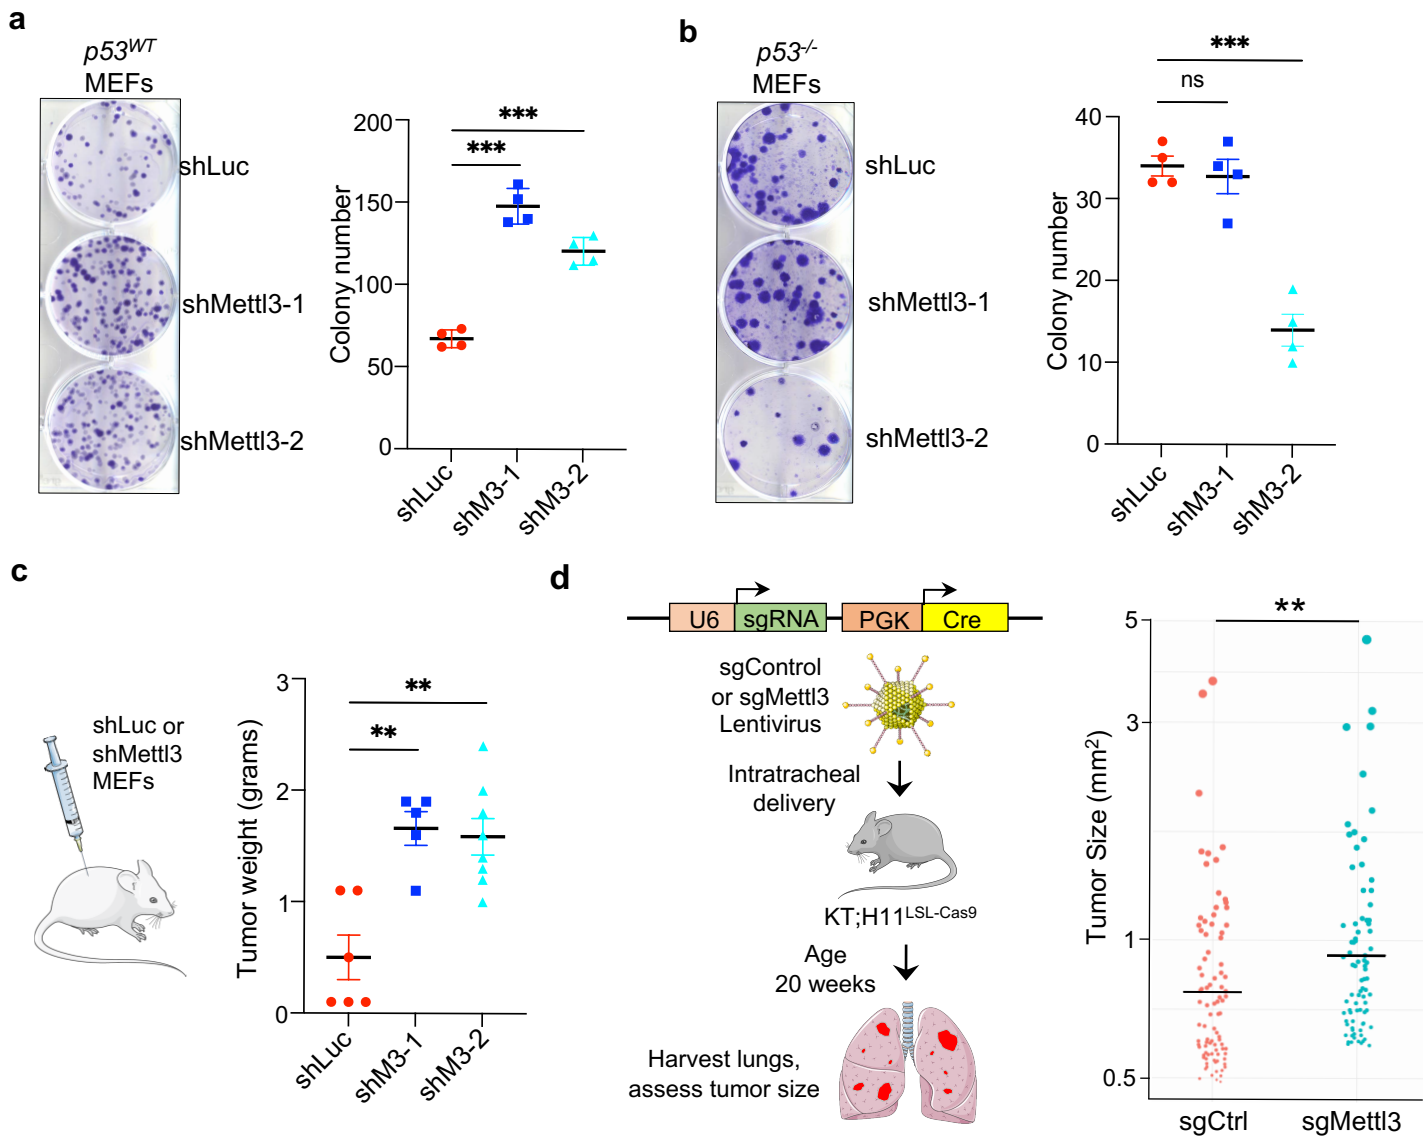 a
p53WT
MEFs
shLuc
shMettl3-1
shMettl3-2
Colony number
200
150
100
50
0
***
***
shLuc
shM3-1
shM3-2
b
p53-/-
MEFs
shLuc
shMettl3-1
shMettl3-2
Colony number
40
30
20
10
0
***
ns
shLuc
shM3-1
shM3-2
c
shLuc or
shMettl3
MEFs
Tumor weight (grams)
3
2
1
0
**
**
shLuc
shM3-1
shM3-2
d
U6 sgRNA PGK Cre
sgControl
or sgMettl3
Lentivirus
Intratracheal
delivery
KT;H11LSL-Cas9
Age
20 weeks
Harvest lungs,
assess tumor size
Tumor Size (mm2)
5
3
1
0.5
**
sgCtrl
sgMettl3